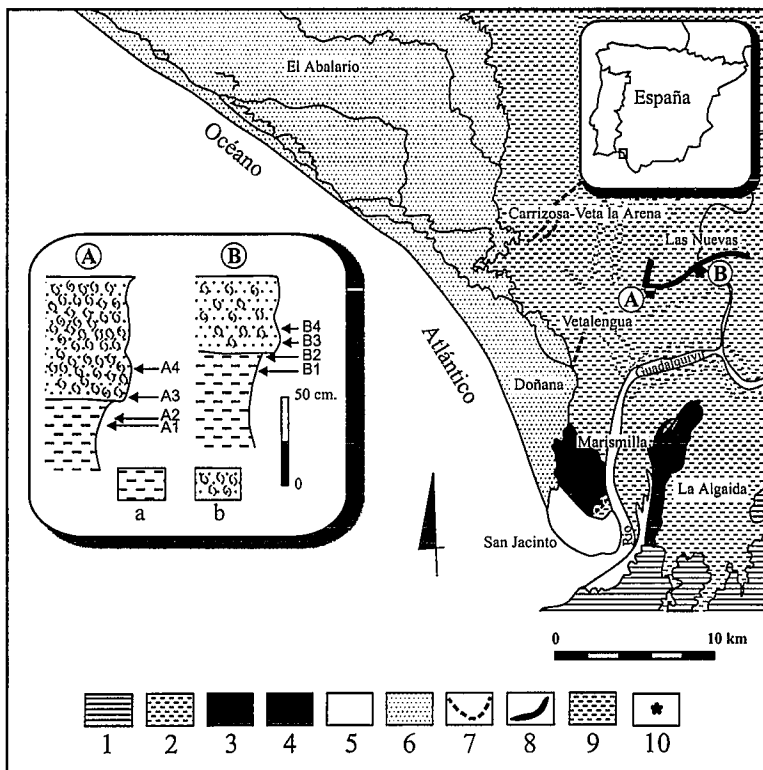 El Abalario
España
Océano
Carrizosa-Veta la Arena
Las Nuevas
A
B
B
A
Vetalengua
Atlántico
Guadalquivir
Doñana
Marismilla
La Algaida
San Jacinto
Río
A
B
B4
B3
B2
B1
A4
A3
A2
A1
50 cm.
0
a
b
0 10 km
1 2 3 4 5 6 7 8 9 10